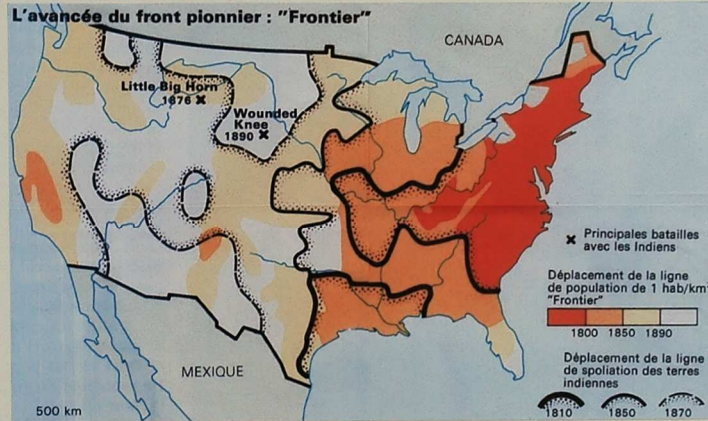 L'avancée du front pionnier : "Frontier"
CANADA
Little Big Horn
1876 ✖
Wounded
Knee
1890 ✖
✖ Principales batailles
avec les Indiens
Déplacement de la ligne
de population de 1 hab/km²
"Frontier"
1800 1850 1890
MEXIQUE
Déplacement de la ligne
de spoliation des terres
indiennes
500 km
1810 1850 1870